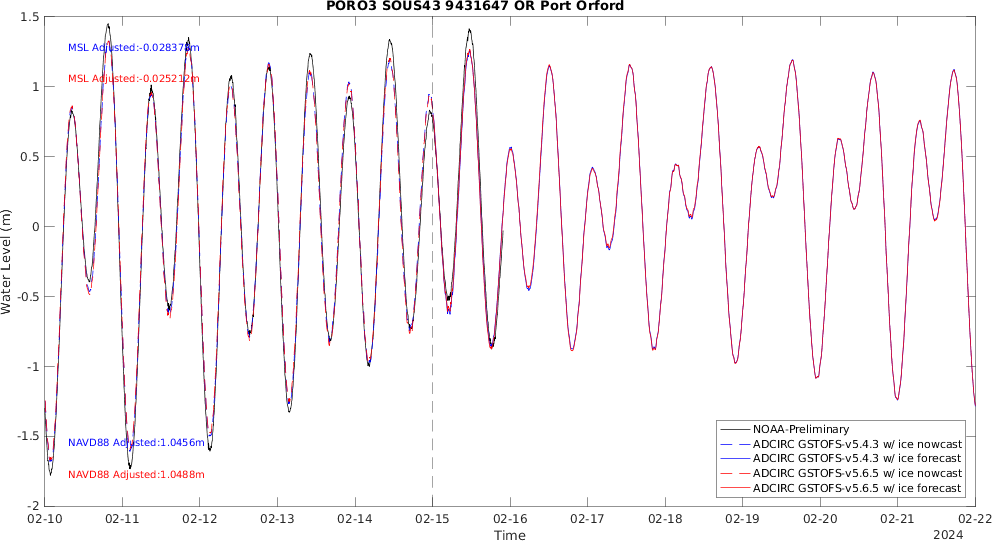 PORO3 SOUS43 9431647 OR Port Orford
1.5
1
0.5
0
-0.5
-1
-1.5
-2
Water Level (m)
MSL Adjusted:-0.028373m
MSL Adjusted:-0.025212m
NAVD88 Adjusted:1.0456m
NAVD88 Adjusted:1.0488m
NOAA-Preliminary
ADCIRC GSTOFS-v5.4.3 w/ ice nowcast
ADCIRC GSTOFS-v5.4.3 w/ ice forecast
ADCIRC GSTOFS-v5.6.5 w/ ice nowcast
ADCIRC GSTOFS-v5.6.5 w/ ice forecast
02-10 02-11 02-12 02-13 02-14 02-15 02-16 02-17 02-18 02-19 02-20 02-21 02-22
Time
2024